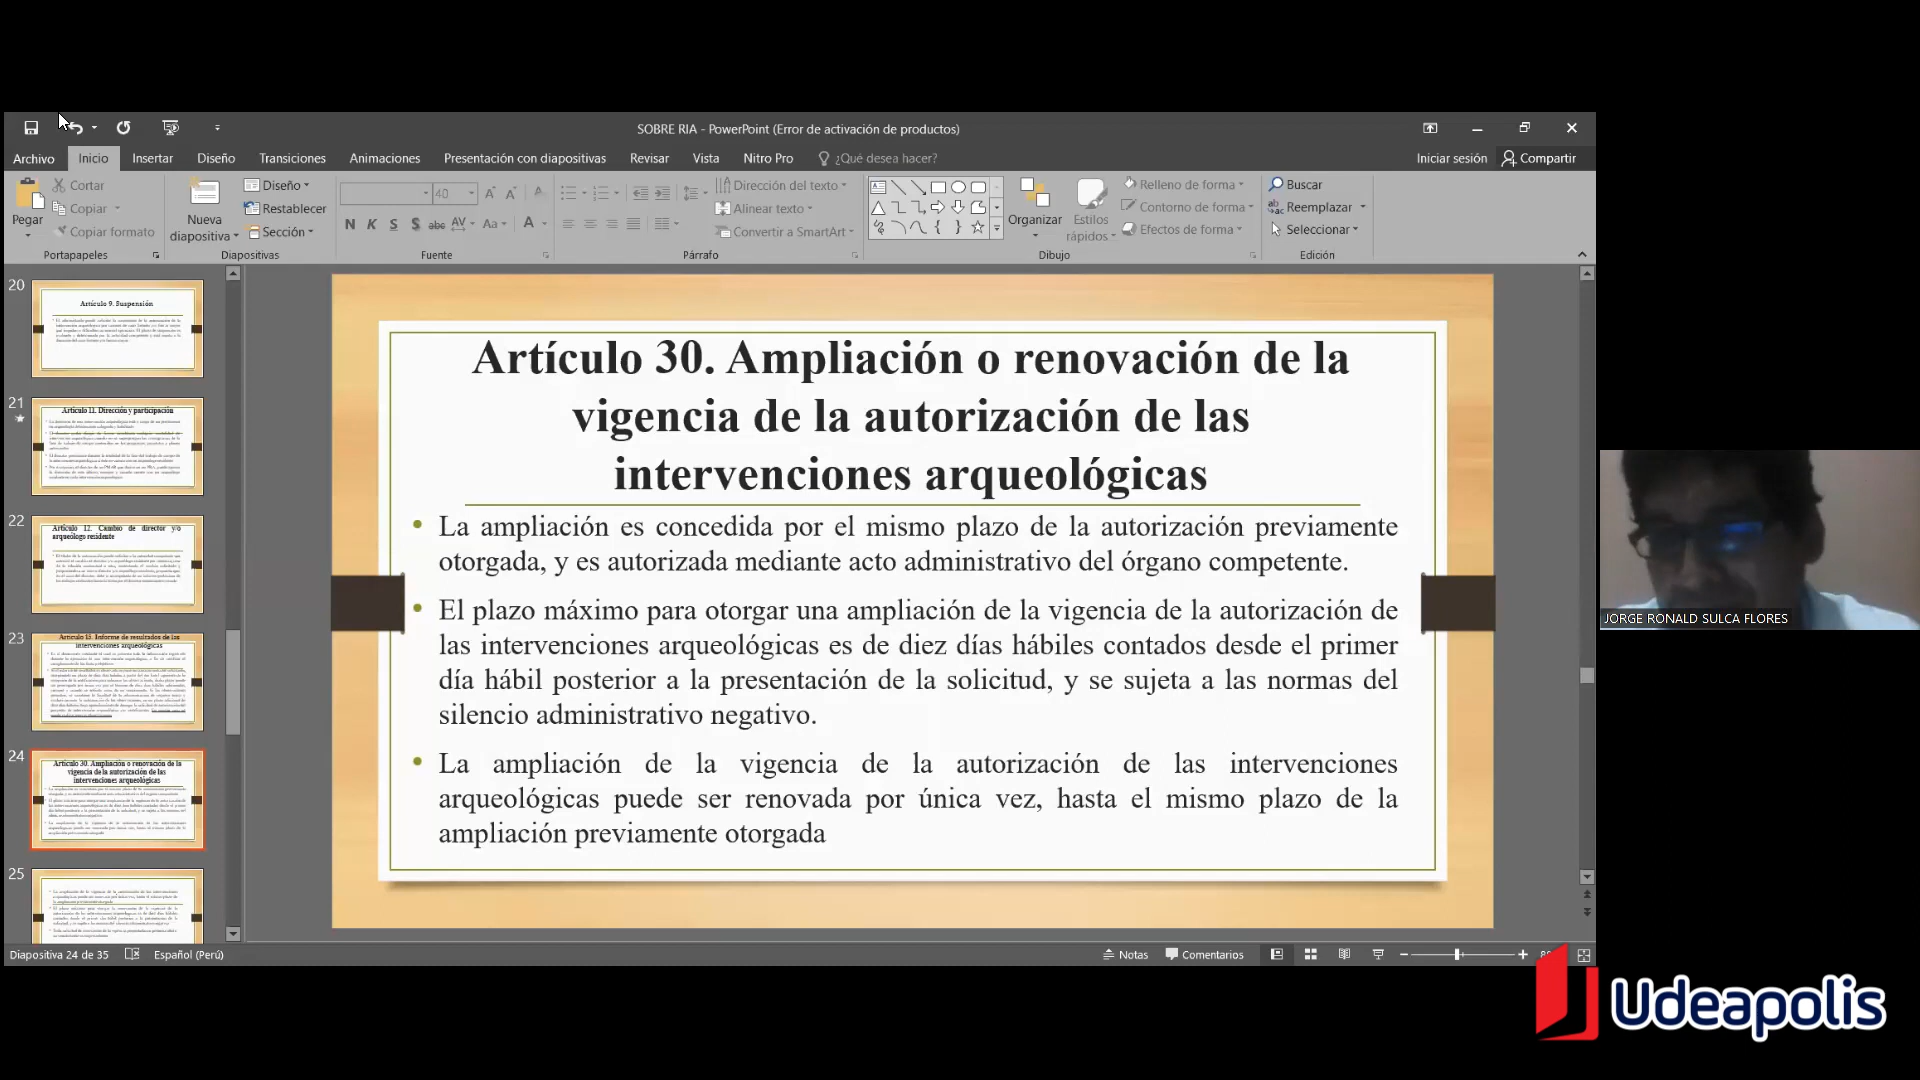 SOBRE RIA - PowerPoint (Error de activación de productos)
Archivo Inicio Insertar Diseño Transiciones Animaciones Presentación con diapositivas Revisar Vista Nitro Pro ¿Qué desea hacer? Iniciar sesión Compartir
Pegar
Cortar
Copiar
Copiar formato
Portapapeles
Nueva
diapositiva
Diseño
Restablecer
Sección
Diapositivas
40
N K S S abc AV Aa A
Fuente
Dirección del texto
Alinear texto
Convertir a SmartArt
Párrafo
Organizar
Estilos
rápidos
Relleno de forma
Contorno de forma
Efectos de forma
Dibujo
Buscar
Reemplazar
Seleccionar
Edición
20
Artículo 9. Suspensión
21
Artículo 11. Dirección y participación
22
Artículo 12. Cambio de director y/o
arqueólogo residente
23
Artículo 13. Informe de resultados de las
intervenciones arqueológicas
24
Artículo 30. Ampliación o renovación de la
vigencia de la autorización de las
intervenciones arqueológicas
25
Artículo 30. Ampliación o renovación de la
vigencia de la autorización de las
intervenciones arqueológicas
• La ampliación es concedida por el mismo plazo de la autorización previamente
otorgada, y es autorizada mediante acto administrativo del órgano competente.
• El plazo máximo para otorgar una ampliación de la vigencia de la autorización de
las intervenciones arqueológicas es de diez días hábiles contados desde el primer
día hábil posterior a la presentación de la solicitud, y se sujeta a las normas del
silencio administrativo negativo.
• La ampliación de la vigencia de la autorización de las intervenciones
arqueológicas puede ser renovada por única vez, hasta el mismo plazo de la
ampliación previamente otorgada
JORGE RONALD SULCA FLORES
Diapositiva 24 de 35 Español (Perú) Notas Comentarios
Udeapolis